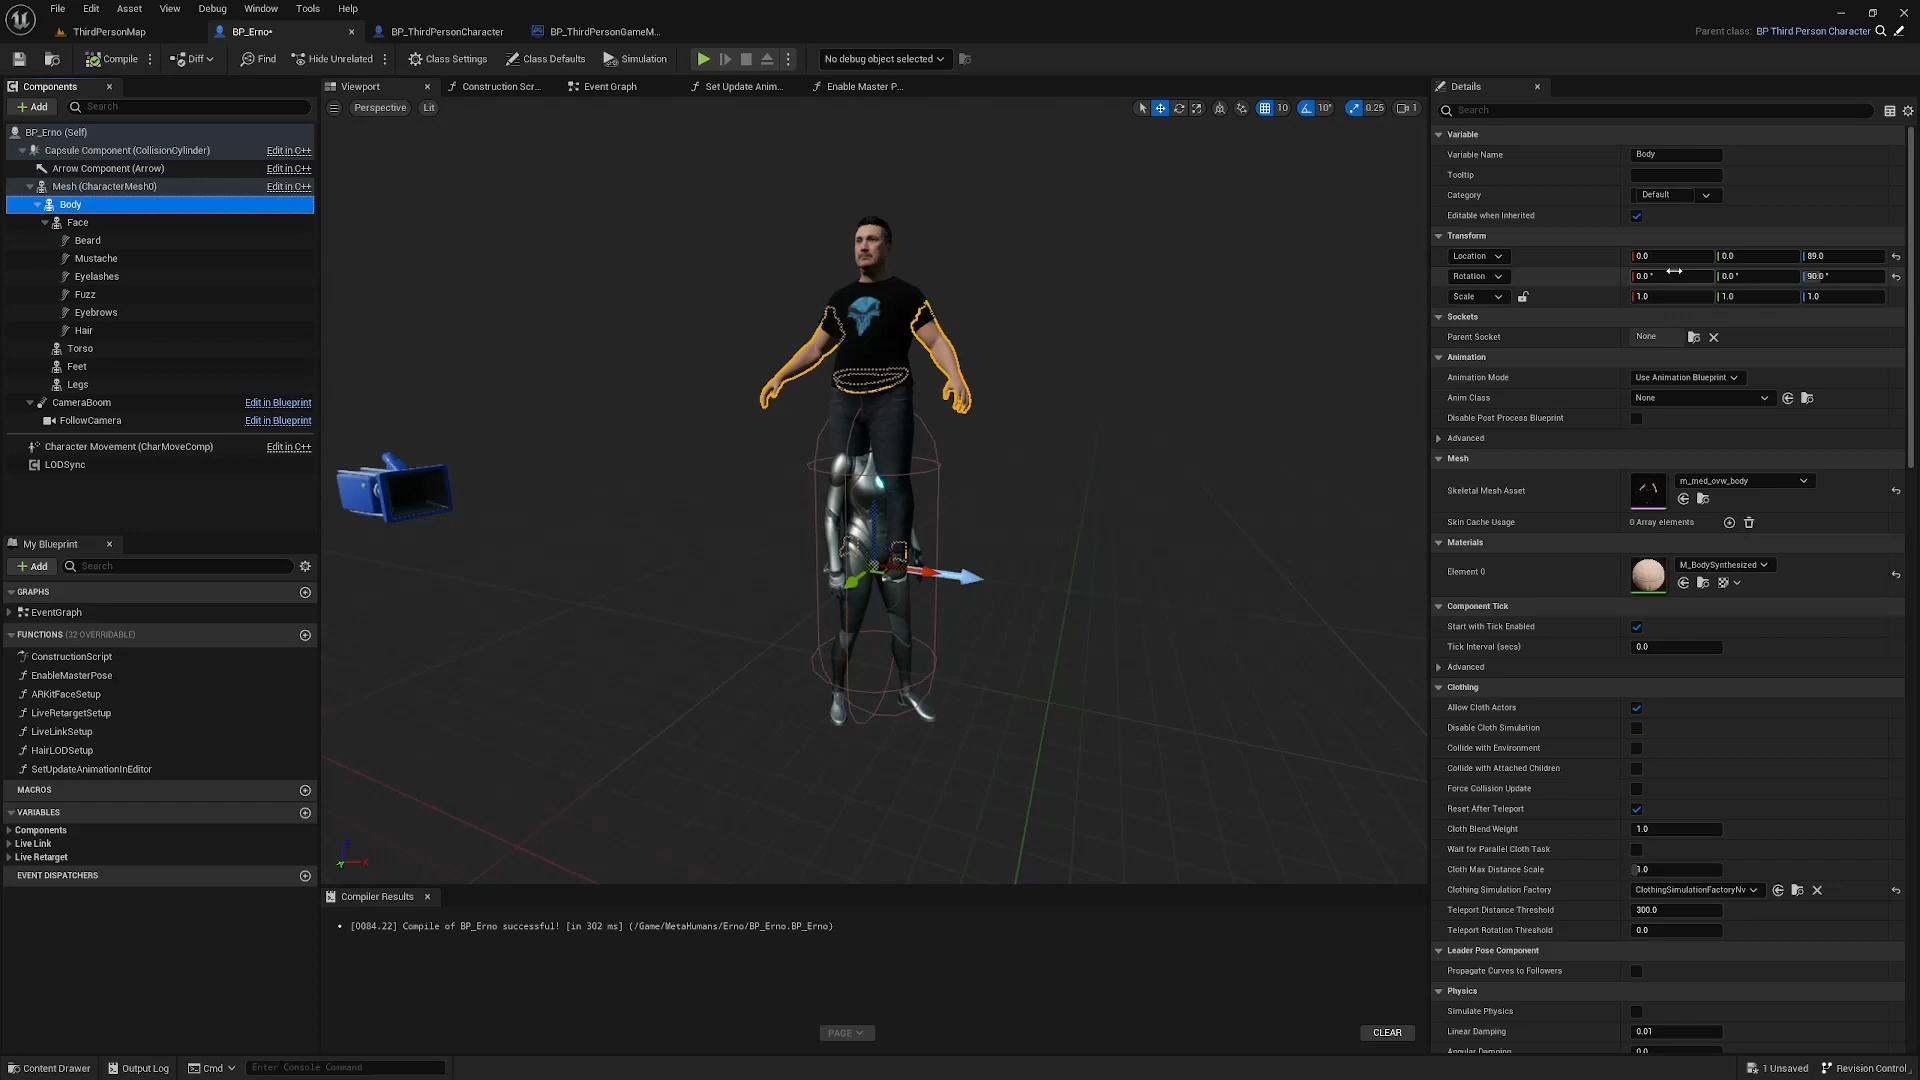 File Edit Asset View Debug Window Tools Help
ThirdPersonMap BP_Erno• BP_ThirdPersonCharacter BP_ThirdPersonGameM...
Parent class: BP Third Person Character
Compile Diff Find Hide Unrelated Class Settings Class Defaults Simulation No debug object selected
Components
Add Search
BP_Erno (Self)
Capsule Component (CollisionCylinder) Edit in C++
Arrow Component (Arrow) Edit in C++
Mesh (CharacterMesh0) Edit in C++
Body
Face
Beard
Mustache
Eyelashes
Fuzz
Eyebrows
Hair
Torso
Feet
Legs
CameraBoom Edit in Blueprint
FollowCamera Edit in Blueprint
Character Movement (CharMoveComp) Edit in C++
LODSync
My Blueprint
Add Search
GRAPHS
EventGraph
FUNCTIONS (32 OVERRIDABLE)
ConstructionScript
EnableMasterPose
ARKitFaceSetup
LiveRetargetSetup
LiveLinkSetup
HairLODSetup
SetUpdateAnimationInEditor
MACROS
VARIABLES
Components
Live Link
Live Retarget
EVENT DISPATCHERS
Viewport Construction Scr... Event Graph Set Update Anim... Enable Master P...
Perspective Lit 10 10° 0.25 1
Compiler Results
• [0084.22] Compile of BP_Erno successful! [in 302 ms] (/Game/MetaHumans/Erno/BP_Erno.BP_Erno)
PAGE CLEAR
Details
Search
Variable
Variable Name Body
Tooltip
Category Default
Editable when Inherited
Transform
Location 0.0 0.0 89.0
Rotation 0.0 ° 0.0 ° 90.0 °
Scale 1.0 1.0 1.0
Sockets
Parent Socket None
Animation
Animation Mode Use Animation Blueprint
Anim Class None
Disable Post Process Blueprint
Advanced
Mesh
Skeletal Mesh Asset m_med_ovw_body
Skin Cache Usage 0 Array elements
Materials
Element 0 M_BodySynthesized
Component Tick
Start with Tick Enabled
Tick Interval (secs) 0.0
Advanced
Clothing
Allow Cloth Actors
Disable Cloth Simulation
Collide with Environment
Collide with Attached Children
Force Collision Update
Reset After Teleport
Cloth Blend Weight 1.0
Wait for Parallel Cloth Task
Cloth Max Distance Scale 1.0
Clothing Simulation Factory ClothingSimulationFactoryNv
Teleport Distance Threshold 300.0
Teleport Rotation Threshold 0.0
Leader Pose Component
Propagate Curves to Followers
Physics
Simulate Physics
Linear Damping 0.01
Angular Damping 0.0
Content Drawer Output Log Cmd Enter Console Command 1 Unsaved Revision Control